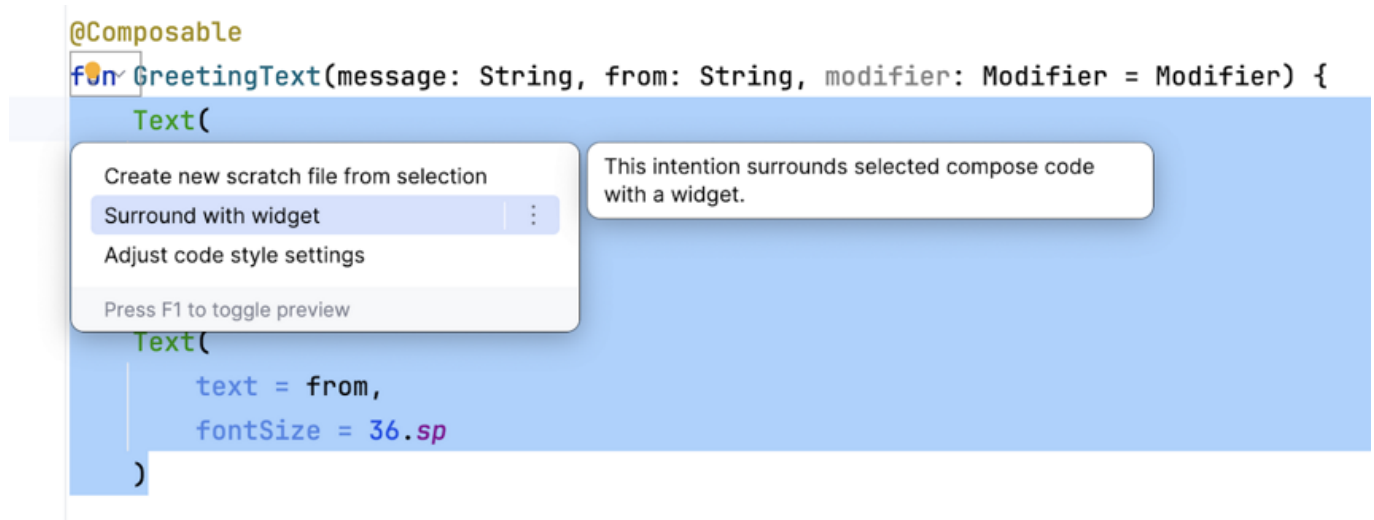 @Composable
fun GreetingText(message: String, from: String, modifier: Modifier = Modifier) {
Text(
Create new scratch file from selection
Surround with widget
Adjust code style settings
Press F1 to toggle preview
This intention surrounds selected compose code
with a widget.
Text(
text = from,
fontSize = 36.sp
)